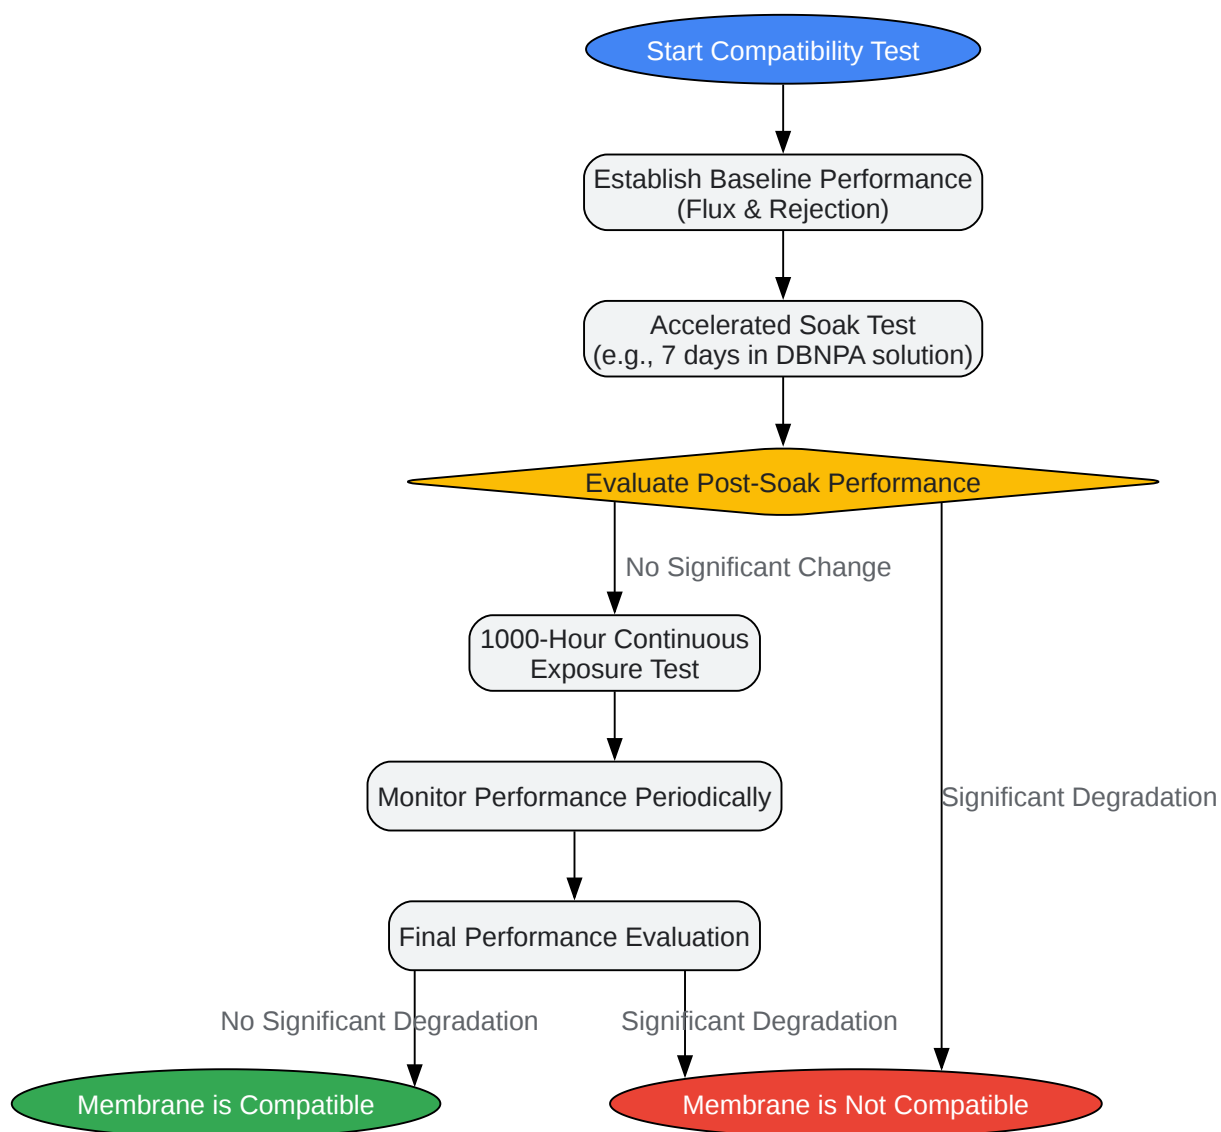 Start Compatibility Test
Establish Baseline Performance
(Flux & Rejection)
Accelerated Soak Test
(e.g., 7 days in DBNPA solution)
Evaluate Post-Soak Performance
No Significant Change
1000-Hour Continuous
Exposure Test
Monitor Performance Periodically
Significant Degradation
Final Performance Evaluation
No Significant Degradation
Significant Degradation
Membrane is Compatible
Membrane is Not Compatible